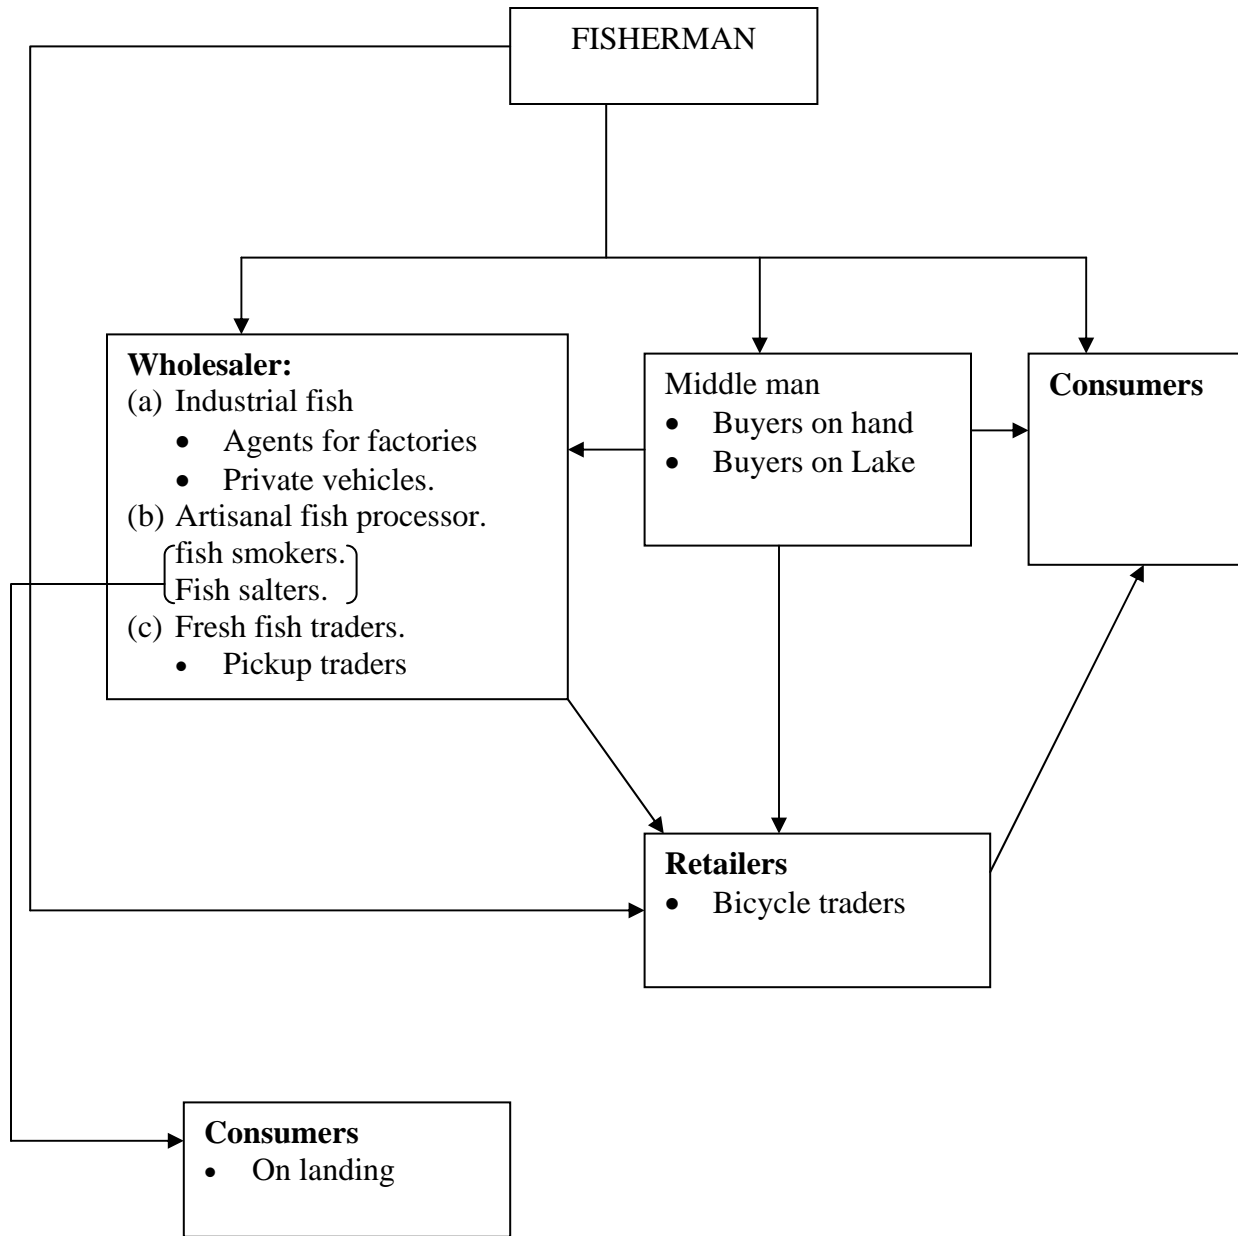 FISHERMAN
Wholesaler:
(a) Industrial fish
• Agents for factories
• Private vehicles.
(b) Artisanal fish processor.
fish smokers.
Fish salters.
(c) Fresh fish traders.
• Pickup traders
Middle man
• Buyers on hand
• Buyers on Lake
Consumers
Retailers
• Bicycle traders
Consumers
• On landing